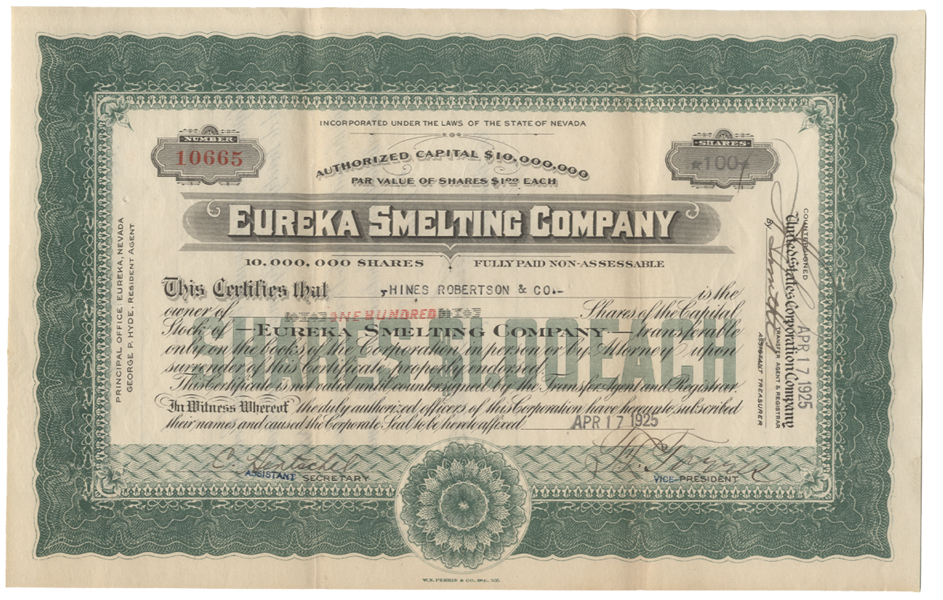 INCORPORATED UNDER THE LAWS OF THE STATE OF NEVADA
NUMBER
10665
AUTHORIZED CAPITAL $10,000,000
PAR VALUE OF SHARES $1.00 EACH
SHARES
*100*
EUREKA SMELTING COMPANY
10,000,000 SHARES
FULLY PAID NON-ASSESSABLE
This Certifies that HINES ROBERTSON & CO.- is the
owner of ONE HUNDRED Shares of the Capital
Stock of EUREKA SMELTING COMPANY transferable
only on the books of the Corporation in person or by Attorney upon
surrender of this Certificate properly endorsed.
This Certificate is not valid until countersigned by the Transfer Agent and Registrar.
In Witness Whereof the duly authorized officers of this Corporation have hereunto subscribed
their names and caused the Corporate Seal to be hereto affixed APR 17 1925
ASSISTANT SECRETARY
VICE-PRESIDENT
PRINCIPAL OFFICE EUREKA, NEVADA
GEORGE P. HYDE, RESIDENT AGENT
COUNTERSIGNED
United States Corporation Company
TRANSFER AGENT & REGISTRAR
By
ASSISTANT TREASURER
APR 17 1925